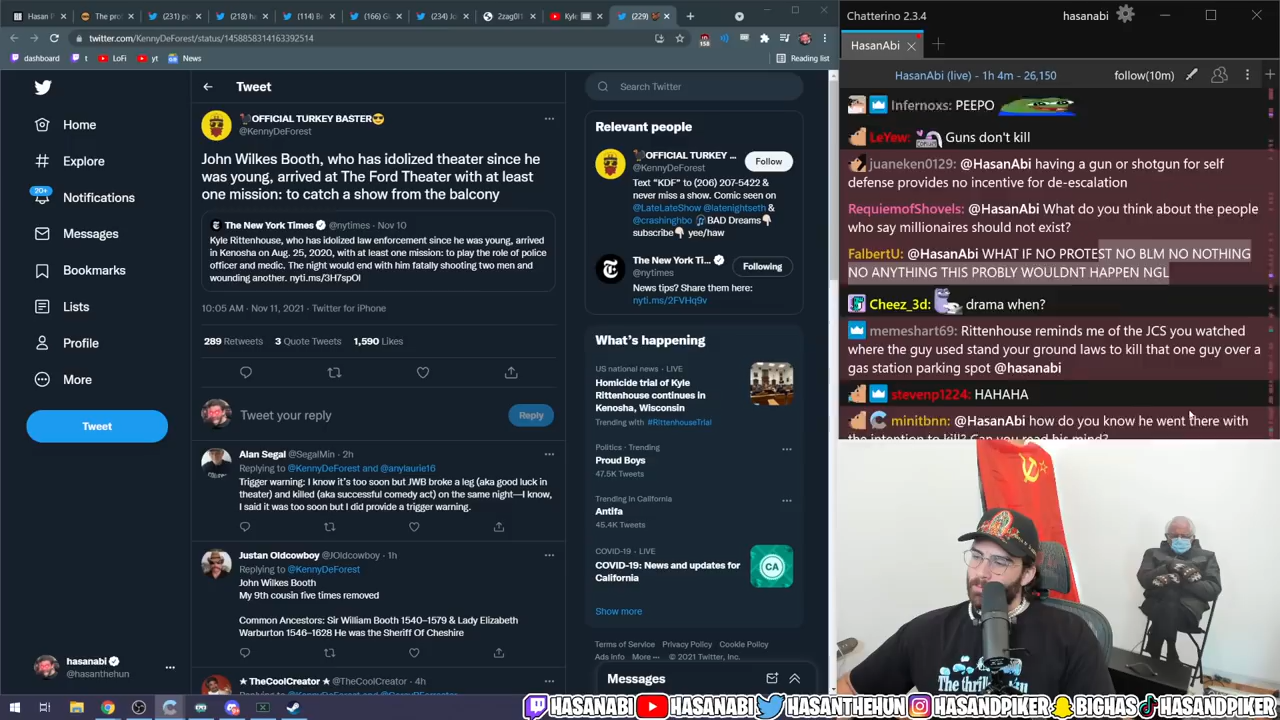 Hasan I
The pro
(231) p
(218) ha
(114) B
(166) G
(234) Jo
2zag0l1
Kyle
(229)
twitter.com/KennyDeForest/status/1458858314163392514
158
Reading list
dashboard
t
LoFi
yt
News
Home
Explore
20+
Notifications
Messages
Bookmarks
Lists
Profile
More
Tweet
hasanabi
@hasanthehun
Tweet
OFFICIAL TURKEY BASTER
@KennyDeForest
John Wilkes Booth, who has idolized theater since he
was young, arrived at The Ford Theater with at least
one mission: to catch a show from the balcony
The New York Times @nytimes · Nov 10
Kyle Rittenhouse, who has idolized law enforcement since he was young, arrived
in Kenosha on Aug. 25, 2020, with at least one mission: to play the role of police
officer and medic. The night would end with him fatally shooting two men and
wounding another. nyti.ms/3H7spOl
10:05 AM · Nov 11, 2021 · Twitter for iPhone
289 Retweets 3 Quote Tweets 1,590 Likes
Tweet your reply
Reply
Alan Segal @SegalMin · 2h
Replying to @KennyDeForest and @anylaurie16
Trigger warning: I know it's too soon but JWB broke a leg (aka good luck in
theater) and killed (aka successful comedy act) on the same night—I know,
I said it was too soon but I did provide a trigger warning.
Justan Oldcowboy @JOldcowboy · 1h
Replying to @KennyDeForest
John Wilkes Booth
My 9th cousin five times removed
Common Ancestors: Sir William Booth 1540–1579 & Lady Elizabeth
Warburton 1546–1628 He was the Sheriff Of Cheshire
★ TheCoolCreator ★ @TheCoolCreator · 4h
Search Twitter
Relevant people
OFFICIAL TURKEY ...
@KennyDeForest
Follow
Text "KDF" to (206) 207-5422 &
never miss a show. Comic seen on
@LateLateShow @latenightseth &
@crashinghbo BAD Dreams
subscribe yee/haw
The New York Ti...
@nytimes
Following
News tips? Share them here:
nyti.ms/2FVHq9v
What's happening
US national news · LIVE
Homicide trial of Kyle
Rittenhouse continues in
Kenosha, Wisconsin
Trending with #RittenhouseTrial
Politics · Trending
Proud Boys
47.5K Tweets
Trending in California
Antifa
45.4K Tweets
COVID-19 · LIVE
COVID-19: News and updates for
California
CA
Show more
Terms of Service Privacy Policy Cookie Policy
Ads Info More ··· © 2021 Twitter, Inc.
Messages
Chatterino 2.3.4
hasanabi
HasanAbi
HasanAbi (live) - 1h 4m - 26,150
follow(10m)
Infernoxs: PEEPO
LeYew: Guns don't kill
juaneken0129: @HasanAbi having a gun or shotgun for self
defense provides no incentive for de-escalation
RequiemofShovels: @HasanAbi What do you think about the people
who say millionaires should not exist?
FalbertU: @HasanAbi WHAT IF NO PROTEST NO BLM NO NOTHING
NO ANYTHING THIS PROBLY WOULDNT HAPPEN NGL
Cheez_3d: drama when?
memeshart69: Rittenhouse reminds me of the JCS you watched
where the guy used stand your ground laws to kill that one guy over a
gas station parking spot @hasanabi
stevenp1224: HAHAHA
minitbnn: @HasanAbi how do you know he went there with
the intention to kill? Can you read his mind?
HASANABI HASANABI HASANTHEHUN HASANDPIKER BIGHAS HASANDPIKER